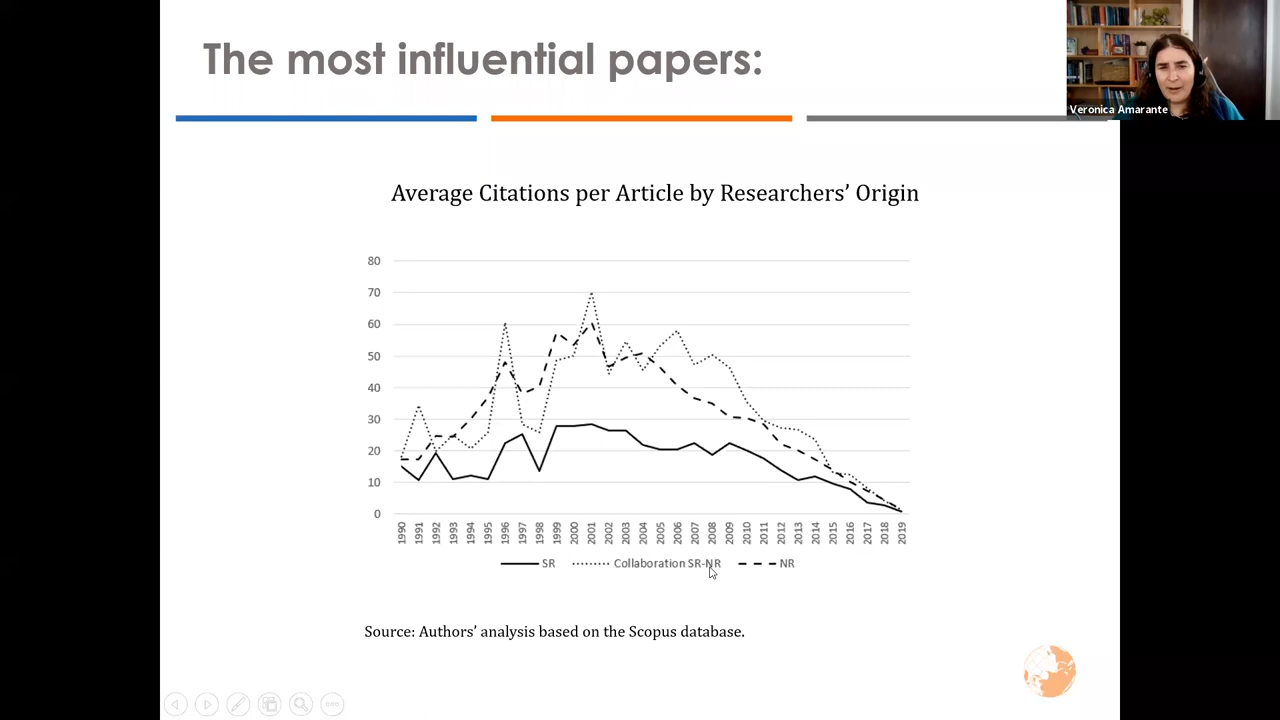 The most influential papers:
Veronica Amarante
Average Citations per Article by Researchers’ Origin
80
70
60
50
40
30
20
10
0
1990 1991 1992 1993 1994 1995 1996 1997 1998 1999 2000 2001 2002 2003 2004 2005 2006 2007 2008 2009 2010 2011 2012 2013 2014 2015 2016 2017 2018 2019
SR Collaboration SR-NR NR
Source: Authors’ analysis based on the Scopus database.